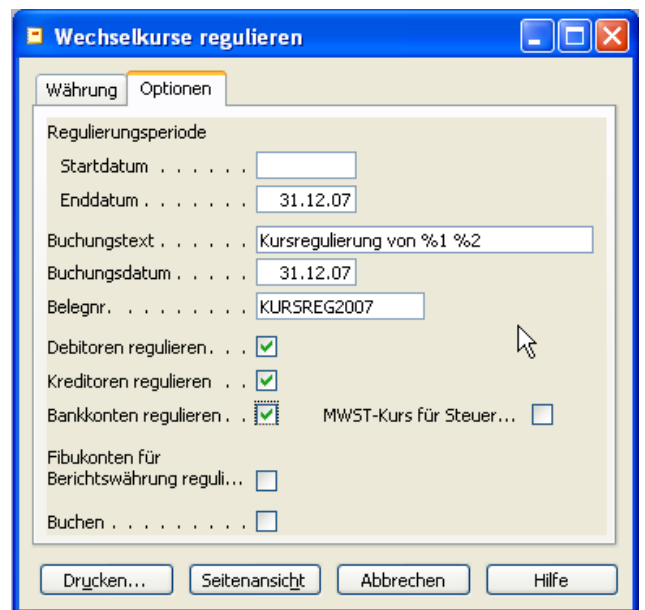 Wechselkurse regulieren
Währung Optionen
Regulierungsperiode
Startdatum . . . . . .
Enddatum . . . . . . . 31.12.07
Buchungstext . . . . . . Kursregulierung von %1 %2
Buchungsdatum . . . . . 31.12.07
Belegnr. . . . . . . . . KURSREG2007
Debitoren regulieren. . .
Kreditoren regulieren . .
Bankkonten regulieren . . MWST-Kurs für Steuer...
Fibukonten für
Berichtswährung reguli...
Buchen . . . . . . . . .
Drucken... Seitenansicht Abbrechen Hilfe